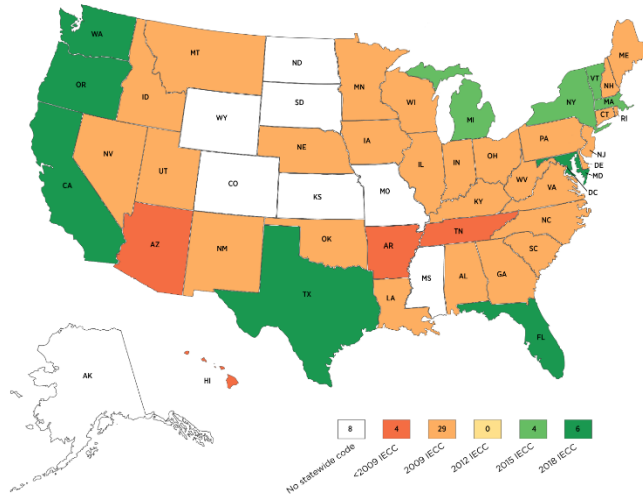 WA
MT
ND
ME
OR
ID
MN
VT
NH
SD
WI
NY
MA
WY
MI
CT
RI
NV
NE
IA
PA
NJ
UT
IL
IN
OH
DE
CA
CO
WV
MD
KS
MO
KY
VA
DC
AZ
NM
OK
AR
TN
NC
SC
MS
AL
GA
TX
LA
FL
AK
HI
8
4
29
0
4
6
No statewide code
<2009 IECC
2009 IECC
2012 IECC
2015 IECC
2018 IECC